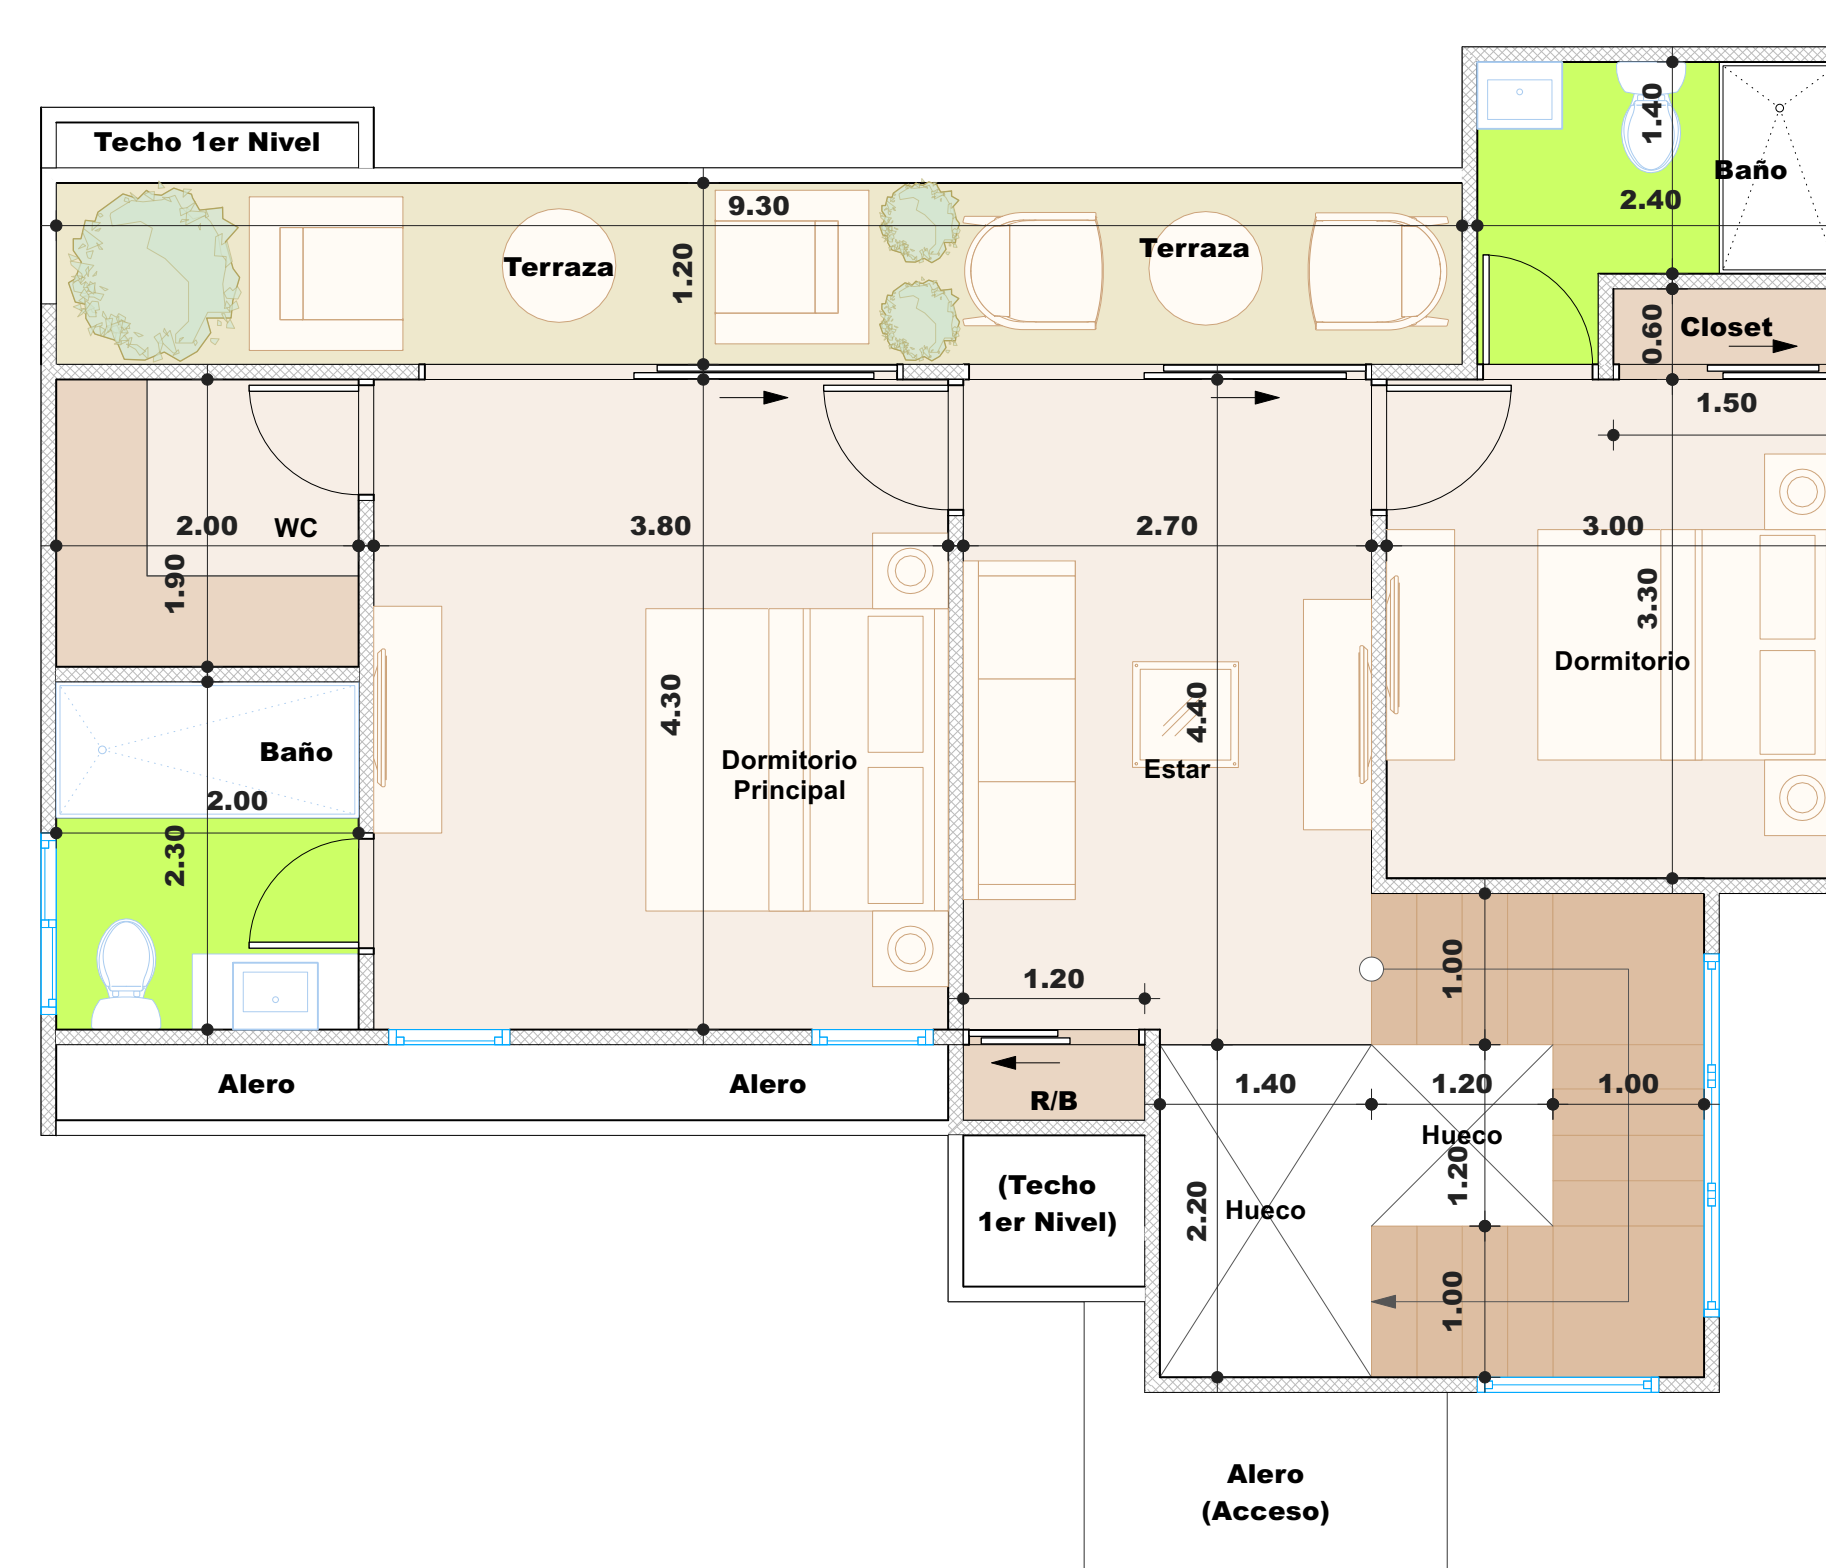 Techo 1er Nivel
1.40
Baño
2.40
9.30
Terraza
1.20
Terraza
0.60
Closet
1.50
2.00
WC
3.80
2.70
3.00
1.90
3.30
Dormitorio
4.30
4.40
Baño
Dormitorio
Principal
Estar
2.00
2.30
1.20
1.00
Alero
Alero
R/B
1.40
1.20
1.00
Hueco
1.20
(Techo
1er Nivel)
2.20
Hueco
1.00
Alero
(Acceso)